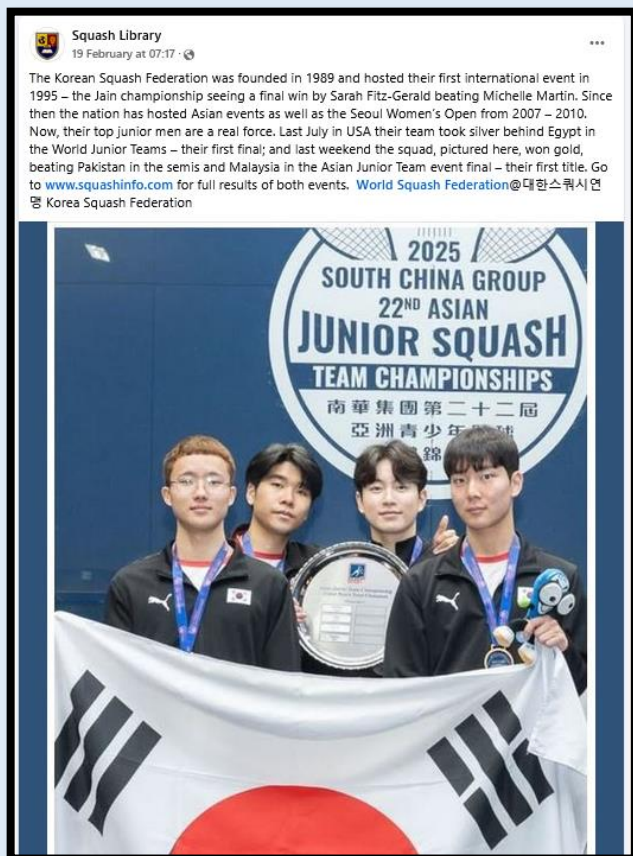 Squash Library
19 February at 07:17 ·
The Korean Squash Federation was founded in 1989 and hosted their first international event in
1995 – the Jain championship seeing a final win by Sarah Fitz-Gerald beating Michelle Martin. Since
then the nation has hosted Asian events as well as the Seoul Women's Open from 2007 – 2010.
Now, their top junior men are a real force. Last July in USA their team took silver behind Egypt in
the World Junior Teams – their first final; and last weekend the squad, pictured here, won gold,
beating Pakistan in the semis and Malaysia in the Asian Junior Team event final – their first title. Go
to www.squashinfo.com for full results of both events. World Squash Federation@대한스쿼시연
맹 Korea Squash Federation
2025
SOUTH CHINA GROUP
22ND ASIAN
JUNIOR SQUASH
TEAM CHAMPIONSHIPS
南華集團第二十二屆
亞洲青少年 球
錦